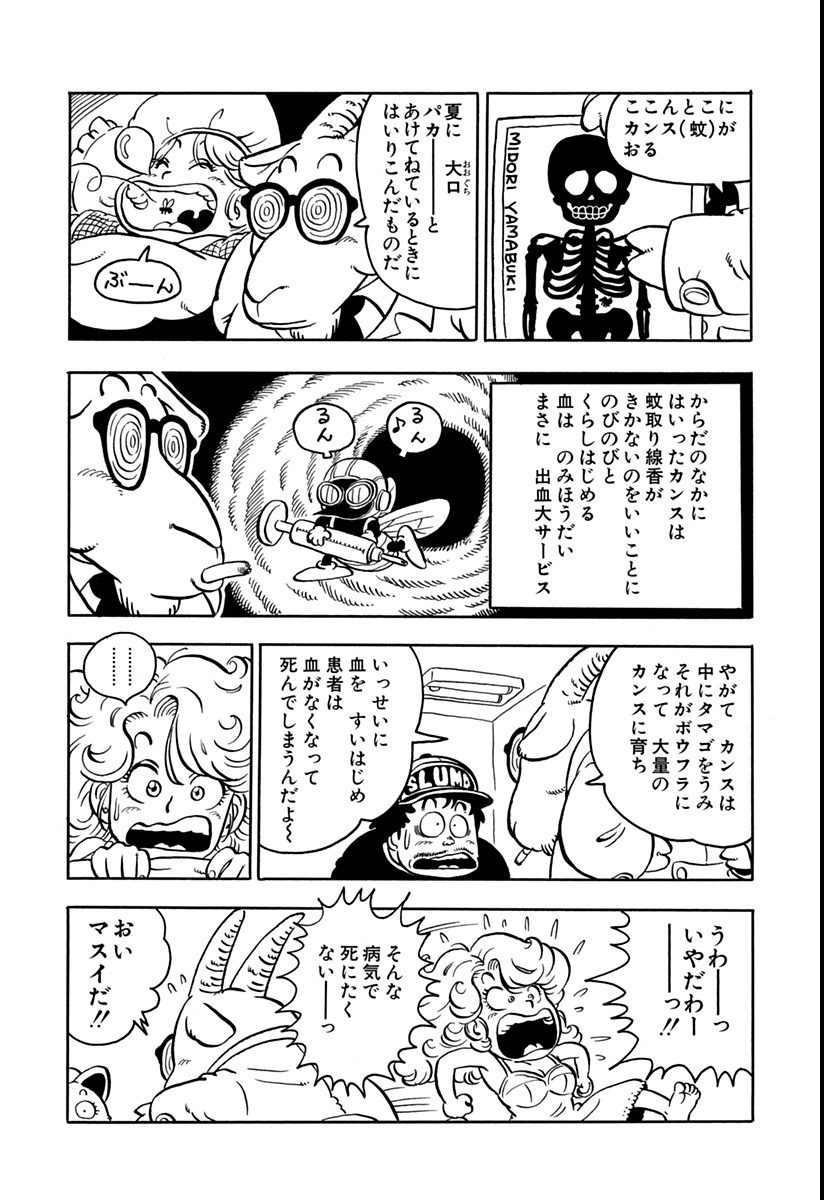 ここんとこに
カンス(蚊)が
おる
MIDORI YAMABUKI
夏に 大口
おおぐち
パカ――――と
あけてねているときに
はいりこんだものだ
ぶーん
からだのなかに
はいったカンスは
蚊取り線香が
きかないのをいいことに
のびのびと
くらしはじめる
血は のみほうだい
まさに 出血大サービス
るん♪
るん
やがて カンスは
中にタマゴをうみ
それがボウフラに
なって 大量の
カンスに育ち
SLUMP
いっせいに
血を すいはじめ
患者は
血がなくなって
死んでしまうんだよ〜
………
うわ――っ
いやだわ――っ!!
そんな
病気で
死にたく
ない――っ
おい
マスイだ!!